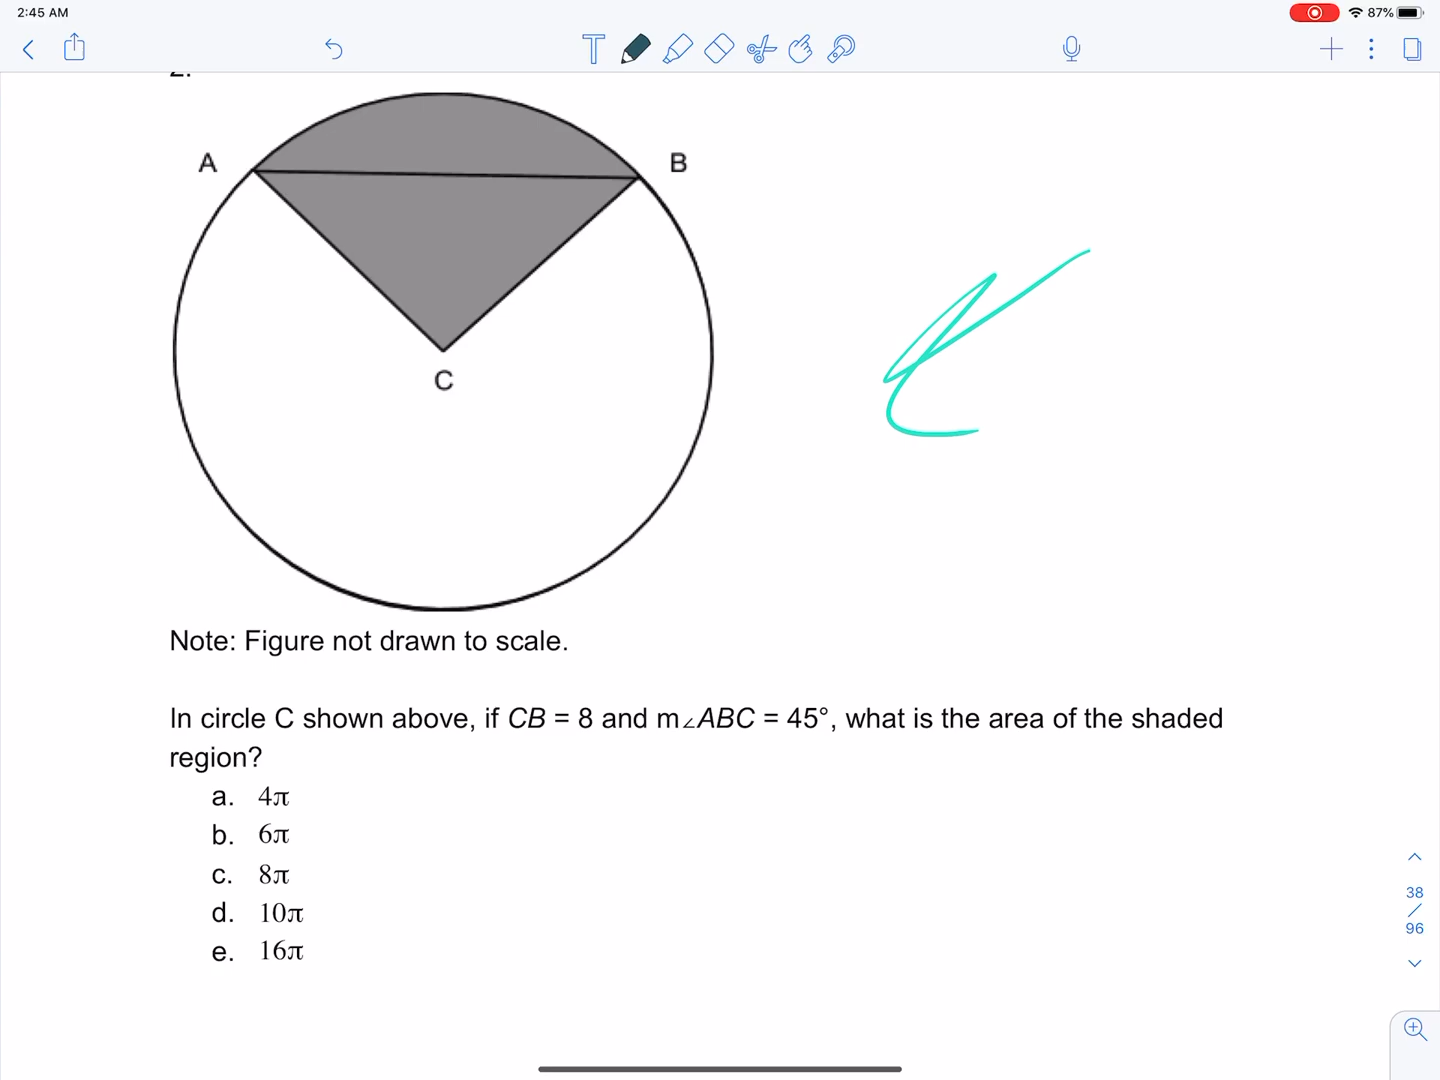 2:45 AM
87%
2.
A
B
C
Note: Figure not drawn to scale.
In circle C shown above, if CB = 8 and m∠ABC = 45°, what is the area of the shaded
region?
a. 4π
b. 6π
c. 8π
d. 10π
e. 16π
38
96